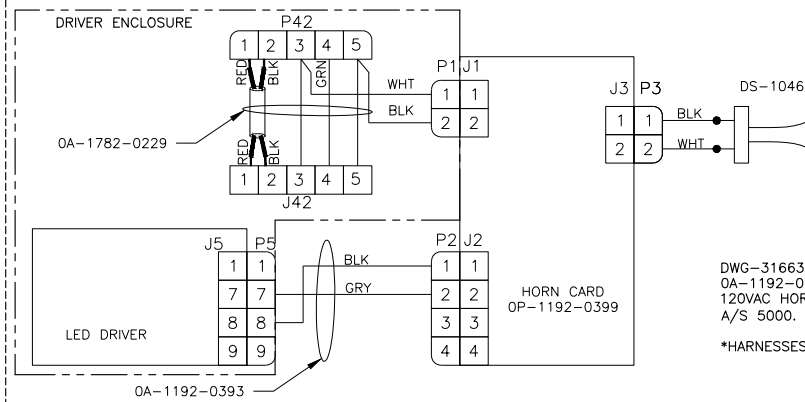 DRIVER ENCLOSURE
P42
1 2 3 4 5
RED BLK GRN
WHT
BLK
P1 J1
1 1
2 2
J3 P3
1 1
2 2
BLK
WHT
DS-1046
0A-1782-0229
RED BLK
1 2 3 4 5
J42
J5 P5
1 1
7 7
8 8
9 9
LED DRIVER
BLK
GRY
P2 J2
1 1
2 2
3 3
4 4
HORN CARD
0P-1192-0399
0A-1192-0393
DWG-31663
0A-1192-0
120VAC HOR
A/S 5000.
*HARNESSES